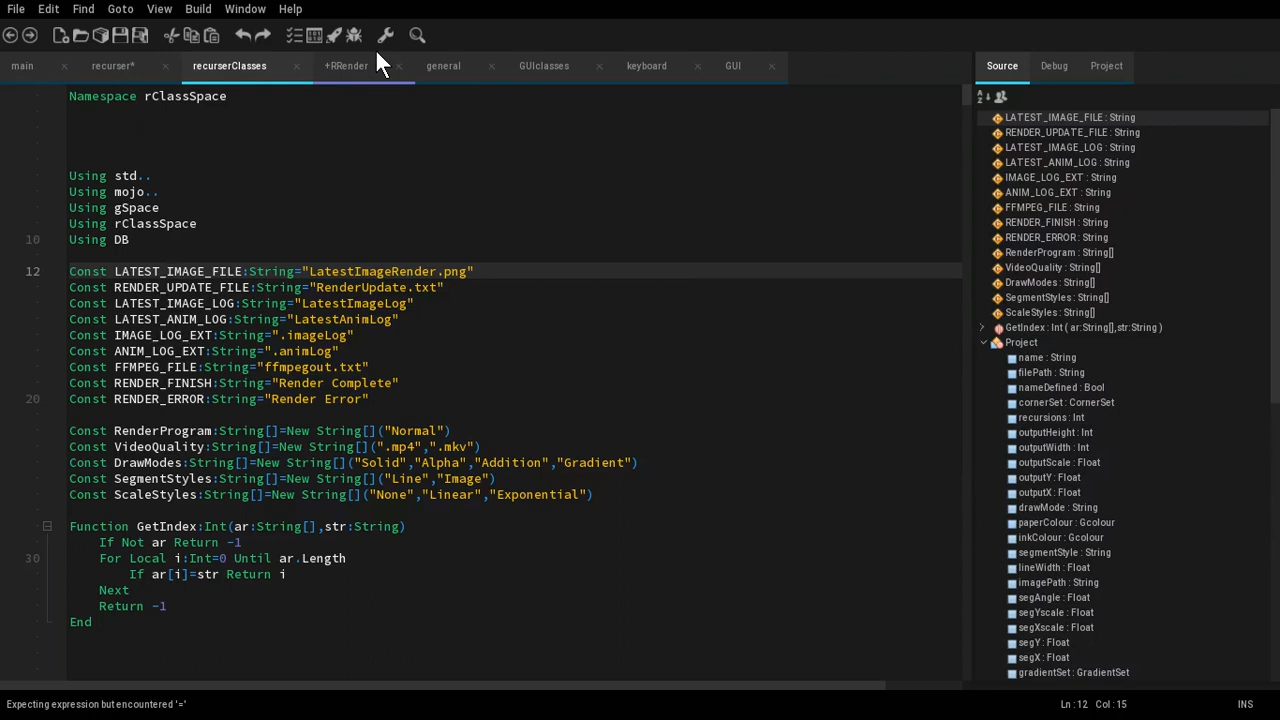 File Edit Find Goto View Build Window Help
main recurser* recurserClasses +RRender general GUIclasses keyboard GUI
Source Debug Project
Namespace rClassSpace
Using std..
Using mojo..
Using gSpace
Using rClassSpace
10 Using DB
12 Const LATEST_IMAGE_FILE:String="LatestImageRender.png"
Const RENDER_UPDATE_FILE:String="RenderUpdate.txt"
Const LATEST_IMAGE_LOG:String="LatestImageLog"
Const LATEST_ANIM_LOG:String="LatestAnimLog"
Const IMAGE_LOG_EXT:String=".imageLog"
Const ANIM_LOG_EXT:String=".animLog"
Const FFMPEG_FILE:String="ffmpegout.txt"
Const RENDER_FINISH:String="Render Complete"
20 Const RENDER_ERROR:String="Render Error"
Const RenderProgram:String[]=New String[]("Normal")
Const VideoQuality:String[]=New String[](".mp4",".mkv")
Const DrawModes:String[]=New String[]("Solid","Alpha","Addition","Gradient")
Const SegmentStyles:String[]=New String[]("Line","Image")
Const ScaleStyles:String[]=New String[]("None","Linear","Exponential")
Function GetIndex:Int(ar:String[],str:String)
If Not ar Return -1
30 For Local i:Int=0 Until ar.Length
If ar[i]=str Return i
Next
Return -1
End
LATEST_IMAGE_FILE : String
RENDER_UPDATE_FILE : String
LATEST_IMAGE_LOG : String
LATEST_ANIM_LOG : String
IMAGE_LOG_EXT : String
ANIM_LOG_EXT : String
FFMPEG_FILE : String
RENDER_FINISH : String
RENDER_ERROR : String
RenderProgram : String[]
VideoQuality : String[]
DrawModes : String[]
SegmentStyles : String[]
ScaleStyles : String[]
GetIndex : Int ( ar:String[],str:String )
Project
name : String
filePath : String
nameDefined : Bool
cornerSet : CornerSet
recursions : Int
outputHeight : Int
outputWidth : Int
outputScale : Float
outputY : Float
outputX : Float
drawMode : String
paperColour : Gcolour
inkColour : Gcolour
segmentStyle : String
lineWidth : Float
imagePath : String
segAngle : Float
segYscale : Float
segXscale : Float
segY : Float
segX : Float
gradientSet : GradientSet
Expecting expression but encountered '=' Ln : 12 Col : 15 INS